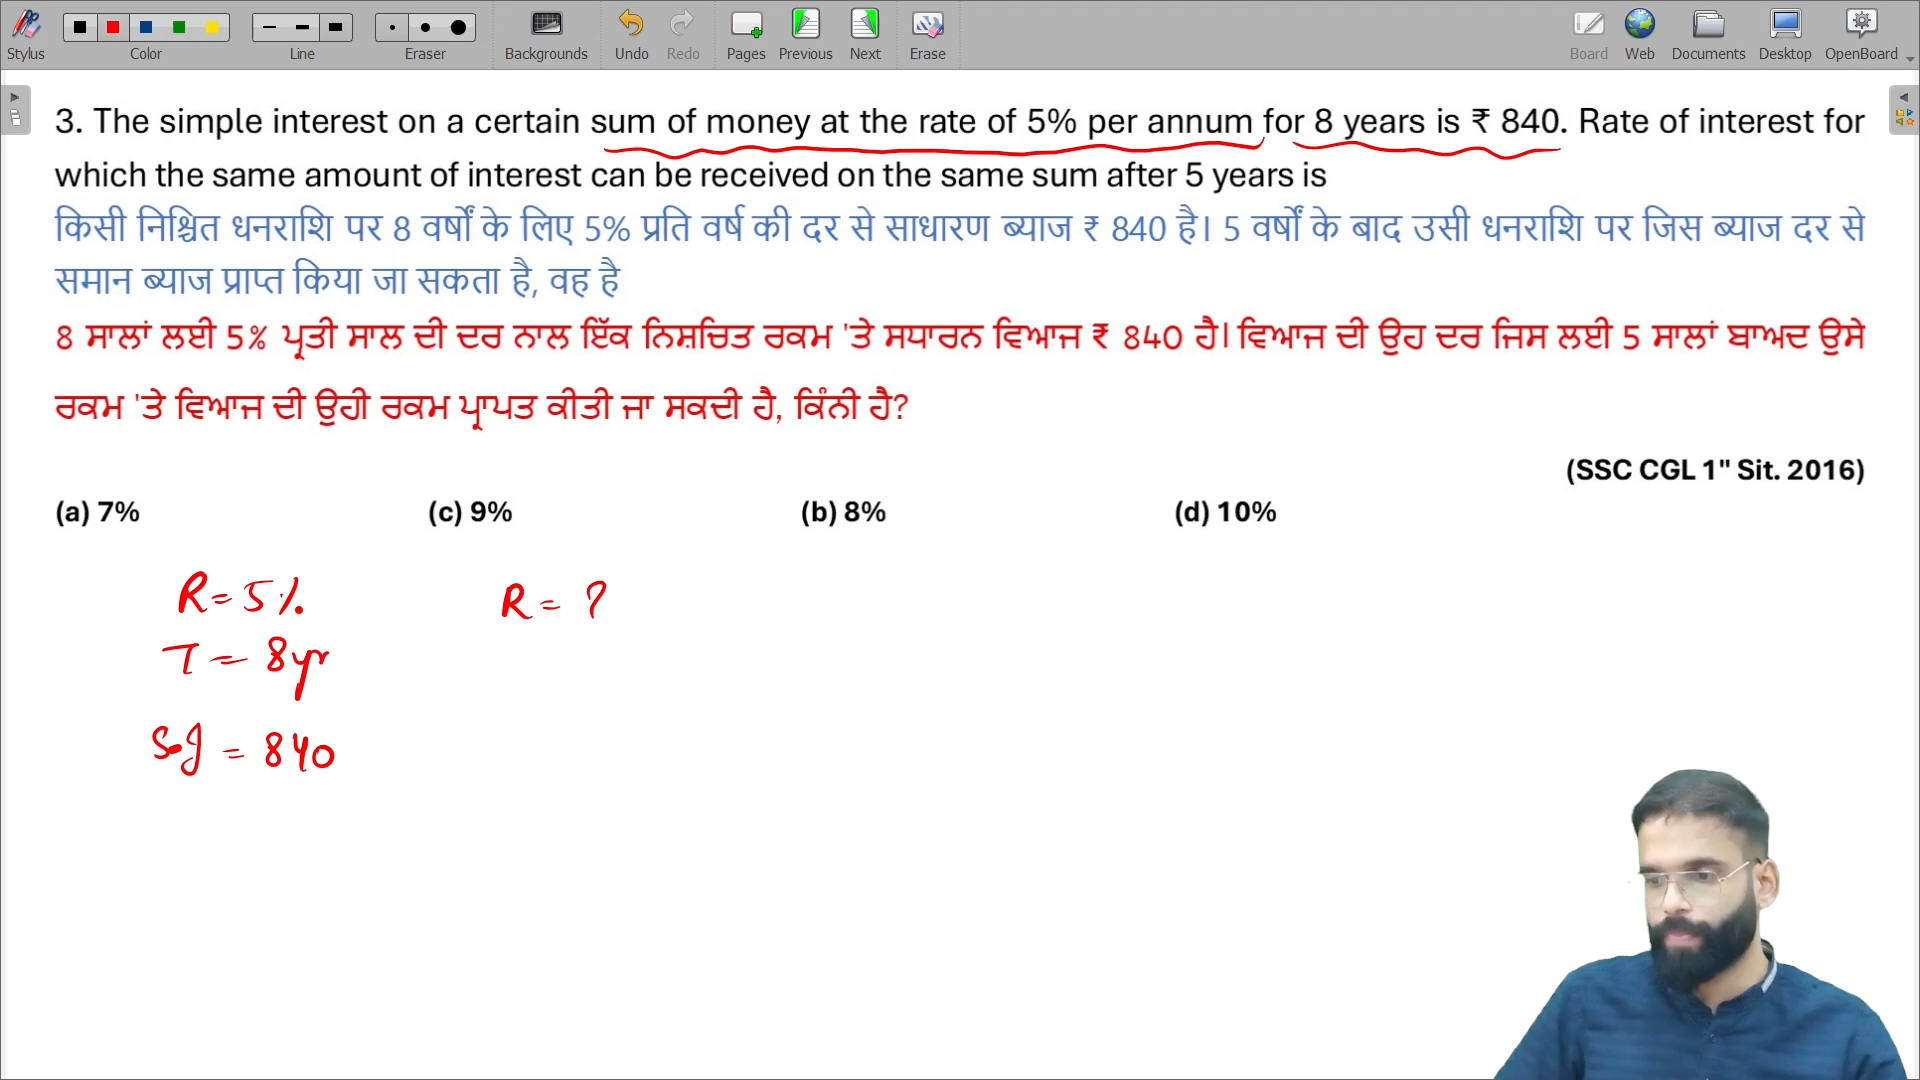 Stylus Color Line Eraser Backgrounds Undo Redo Pages Previous Next Erase Board Web Documents Desktop OpenBoard
3. The simple interest on a certain sum of money at the rate of 5% per annum for 8 years is ₹ 840. Rate of interest for
which the same amount of interest can be received on the same sum after 5 years is
किसी निश्चित धनराशि पर 8 वर्षों के लिए 5% प्रति वर्ष की दर से साधारण ब्याज ₹ 840 है। 5 वर्षों के बाद उसी धनराशि पर जिस ब्याज दर से
समान ब्याज प्राप्त किया जा सकता है, वह है
8 ਸਾਲਾਂ ਲਈ 5% ਪ੍ਰਤੀ ਸਾਲ ਦੀ ਦਰ ਨਾਲ ਇੱਕ ਨਿਸ਼ਚਿਤ ਰਕਮ 'ਤੇ ਸਧਾਰਨ ਵਿਆਜ ₹ 840 ਹੈ। ਵਿਆਜ ਦੀ ਉਹ ਦਰ ਜਿਸ ਲਈ 5 ਸਾਲਾਂ ਬਾਅਦ ਉਸੇ
ਰਕਮ 'ਤੇ ਵਿਆਜ ਦੀ ਉਹੀ ਰਕਮ ਪ੍ਰਾਪਤ ਕੀਤੀ ਜਾ ਸਕਦੀ ਹੈ, ਕਿੰਨੀ ਹੈ?
(SSC CGL 1" Sit. 2016)
(a) 7% (c) 9% (b) 8% (d) 10%
R = 5% R = ?
T = 8yr
S.I = 840